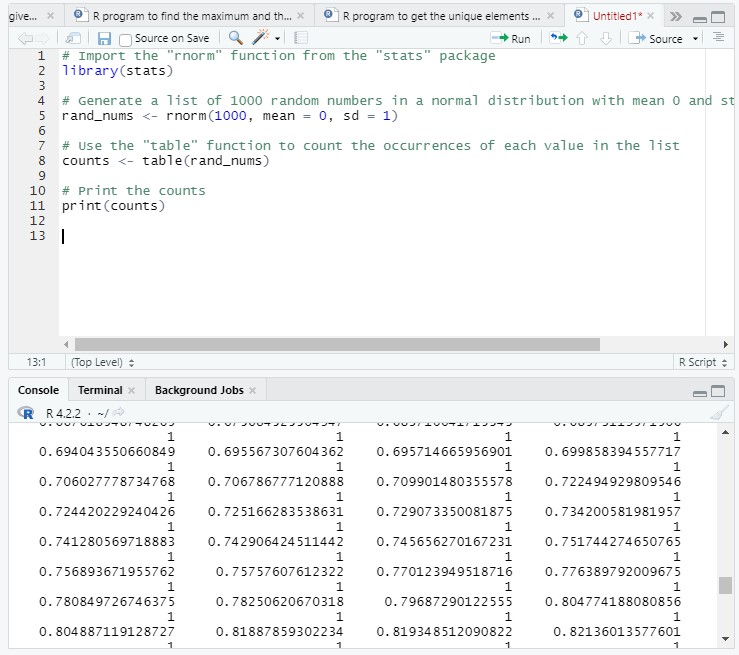 give...
R program to find the maximum and th...
R program to get the unique elements ...
Untitled1*
Source on Save
Run
Source
1 # Import the "rnorm" function from the "stats" package
2 library(stats)
3
4 # Generate a list of 1000 random numbers in a normal distribution with mean 0 and st
5 rand_nums <- rnorm(1000, mean = 0, sd = 1)
6
7 # Use the "table" function to count the occurrences of each value in the list
8 counts <- table(rand_nums)
9
10 # Print the counts
11 print(counts)
12
13
13:1 (Top Level) R Script
Console Terminal Background Jobs
R 4.2.2 · ~/
1 1 1 1
0.694043550660849 0.695567307604362 0.695714665956901 0.699858394557717
1 1 1 1
0.706027778734768 0.706786777120888 0.709901480355578 0.722494929809546
1 1 1 1
0.724420229240426 0.725166283538631 0.729073350081875 0.734200581981957
1 1 1 1
0.741280569718883 0.742906424511442 0.745656270167231 0.751744274650765
1 1 1 1
0.756893671955762 0.75757607612322 0.770123949518716 0.776389792009675
1 1 1 1
0.780849726746375 0.78250620670318 0.79687290122555 0.804774188080856
1 1 1 1
0.804887119128727 0.81887859302234 0.819348512090822 0.82136013577601
1 1 1 1